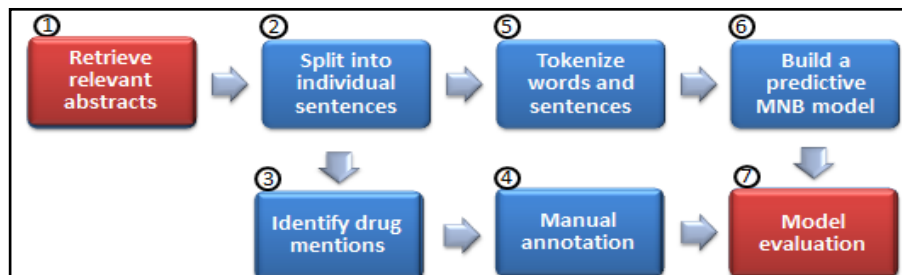 ① 
Retrieve
relevant
abstracts
②
Split into
individual
sentences
⑤
Tokenize
words and
sentences
⑥
Build a
predictive
MNB model
③
Identify drug
mentions
④
Manual
annotation
⑦
Model
evaluation